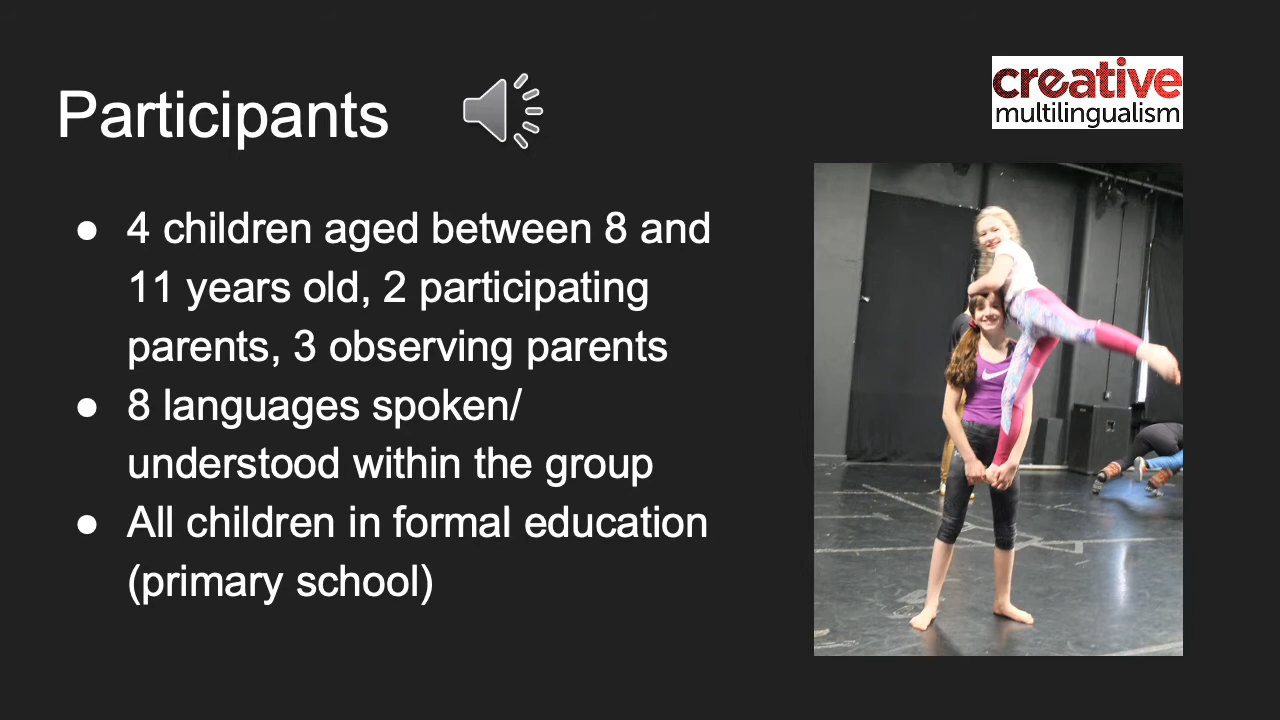 Participants
creative
multilingualism
● 4 children aged between 8 and
11 years old, 2 participating
parents, 3 observing parents
● 8 languages spoken/
understood within the group
● All children in formal education
(primary school)